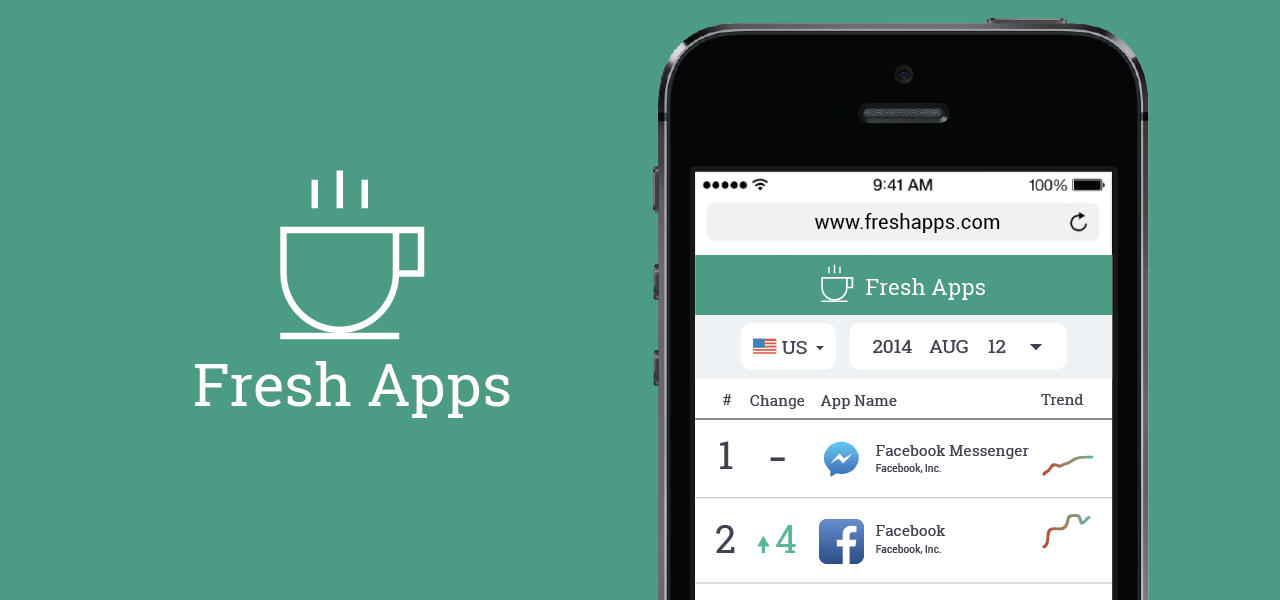 Fresh Apps
9:41 AM 100%
www.freshapps.com
Fresh Apps
US 2014 AUG 12
# Change App Name Trend
1 - Facebook Messenger
Facebook, Inc.
2 4 Facebook
Facebook, Inc.